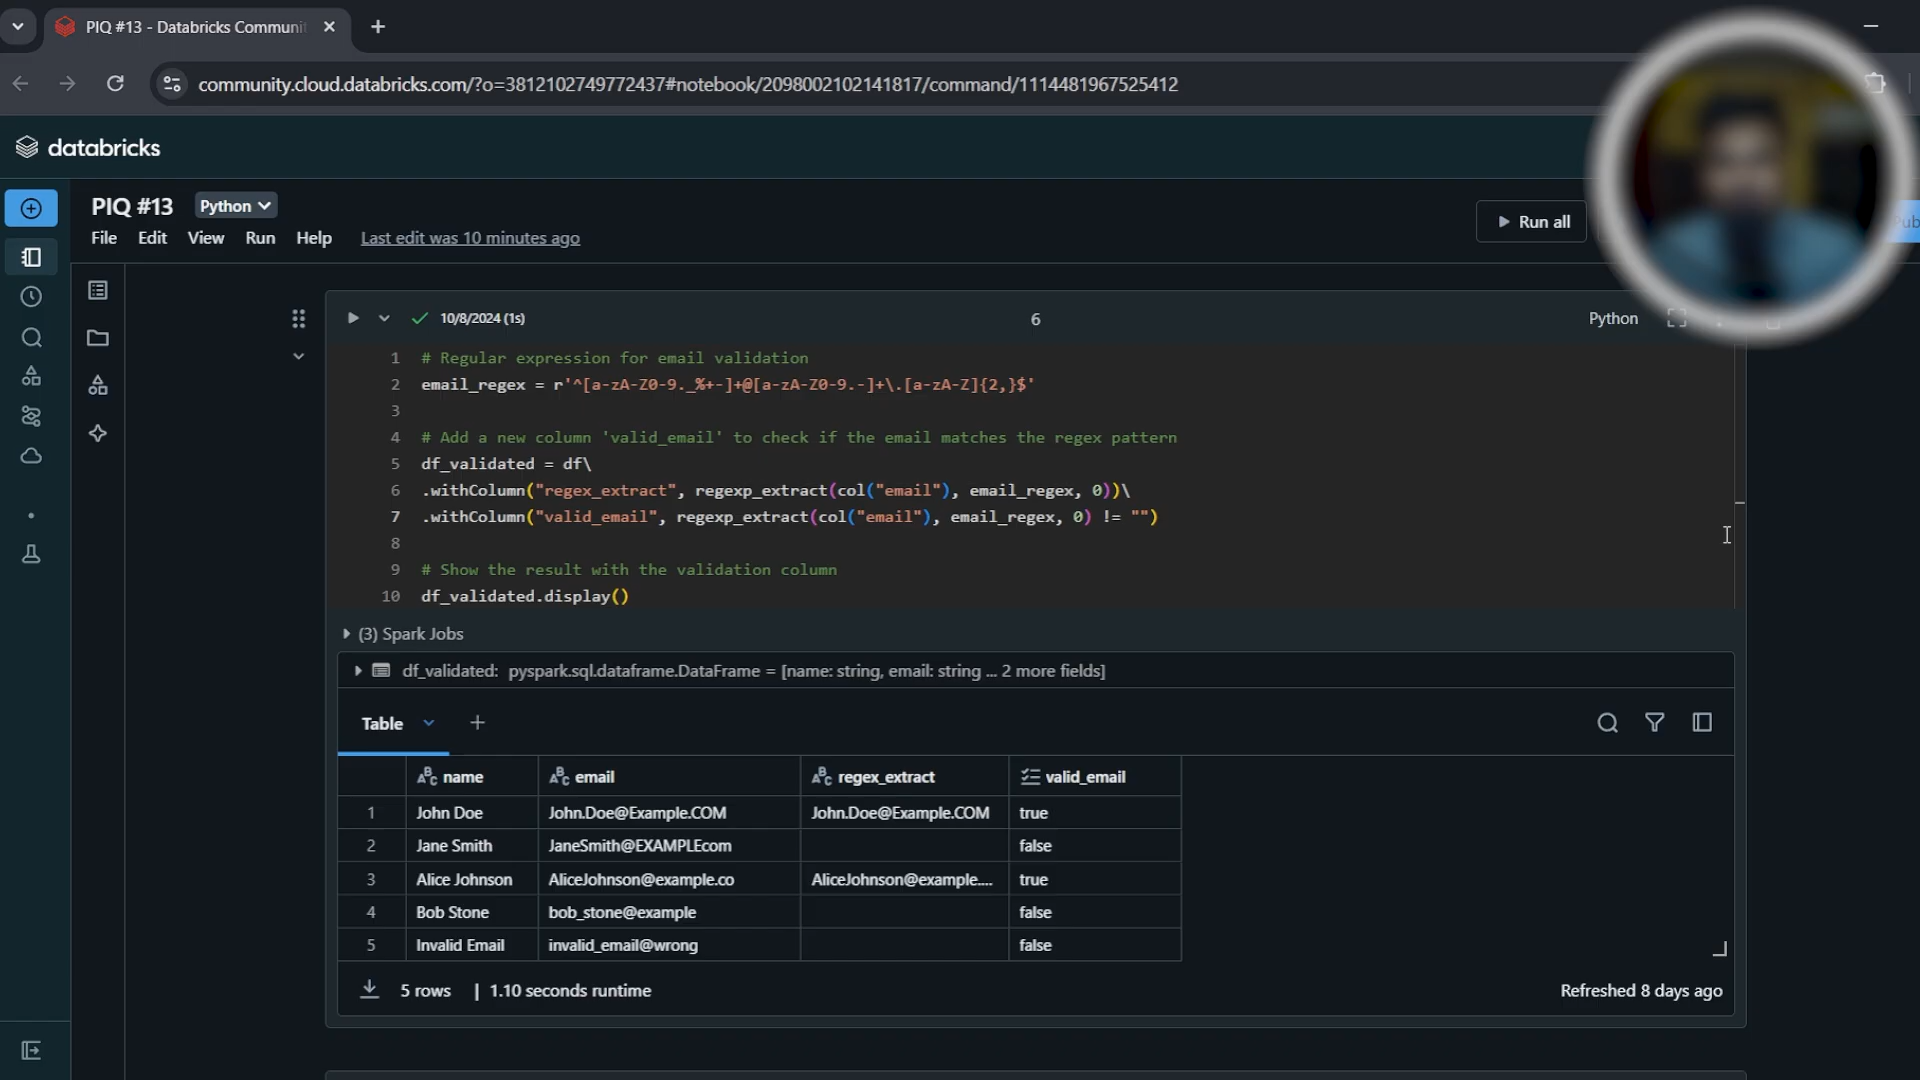 PIQ #13 - Databricks Communi
community.cloud.databricks.com/?o=3812102749772437#notebook/2098002102141817/command/1114481967525412
databricks
PIQ #13 Python
Run all
File Edit View Run Help Last edit was 10 minutes ago
10/8/2024 (1s) 6 Python
1 # Regular expression for email validation
2 email_regex = r'^[a-zA-Z0-9._%+-]+@[a-zA-Z0-9.-]+\.[a-zA-Z]{2,}$'
3
4 # Add a new column 'valid_email' to check if the email matches the regex pattern
5 df_validated = df\
6 .withColumn("regex_extract", regexp_extract(col("email"), email_regex, 0))\
7 .withColumn("valid_email", regexp_extract(col("email"), email_regex, 0) != "")
8
9 # Show the result with the validation column
10 df_validated.display()
(3) Spark Jobs
df_validated: pyspark.sql.dataframe.DataFrame = [name: string, email: string ... 2 more fields]
Table +
name email regex_extract valid_email
1 John Doe John.Doe@Example.COM John.Doe@Example.COM true
2 Jane Smith JaneSmith@EXAMPLEcom false
3 Alice Johnson AliceJohnson@example.co AliceJohnson@example.... true
4 Bob Stone bob_stone@example false
5 Invalid Email invalid_email@wrong false
5 rows | 1.10 seconds runtime Refreshed 8 days ago